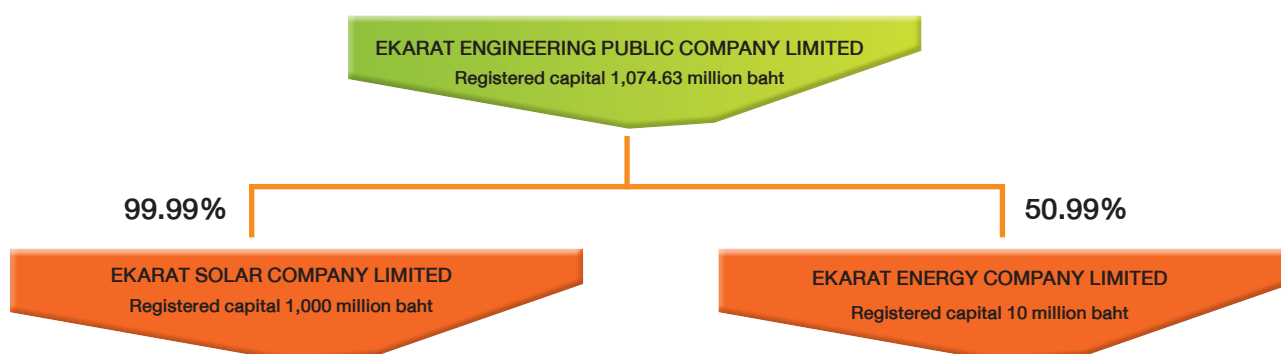 EKARAT ENGINEERING PUBLIC COMPANY LIMITED
Registered capital 1,074.63 million baht
99.99%
50.99%
EKARAT SOLAR COMPANY LIMITED
Registered capital 1,000 million baht
EKARAT ENERGY COMPANY LIMITED
Registered capital 10 million baht